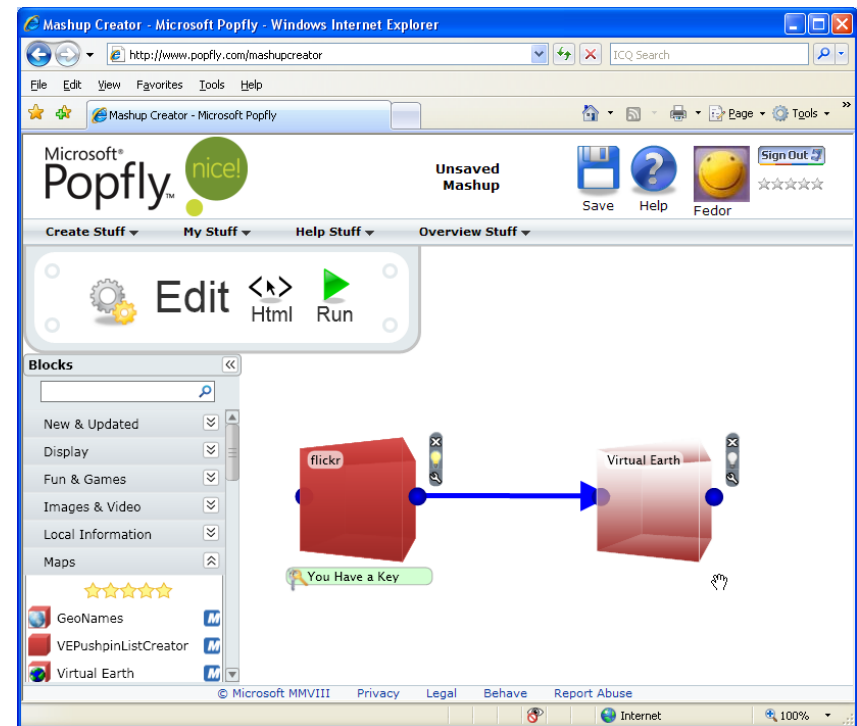 Mashup Creator - Microsoft Popfly - Windows Internet Explorer
http://www.popfly.com/mashupcreator
ICQ Search
File Edit View Favorites Tools Help
Mashup Creator - Microsoft Popfly
Page Tools »
Microsoft®
Popfly™
nice!
Unsaved
Mashup
Save Help Fedor
Sign Out
Create Stuff My Stuff Help Stuff Overview Stuff
Edit
Html Run
Blocks
New & Updated
Display
Fun & Games
Images & Video
Local Information
Maps
GeoNames M
VEPushpinListCreator M
Virtual Earth M
flickr
Virtual Earth
You Have a Key
© Microsoft MMVIII Privacy Legal Behave Report Abuse
Internet 100%